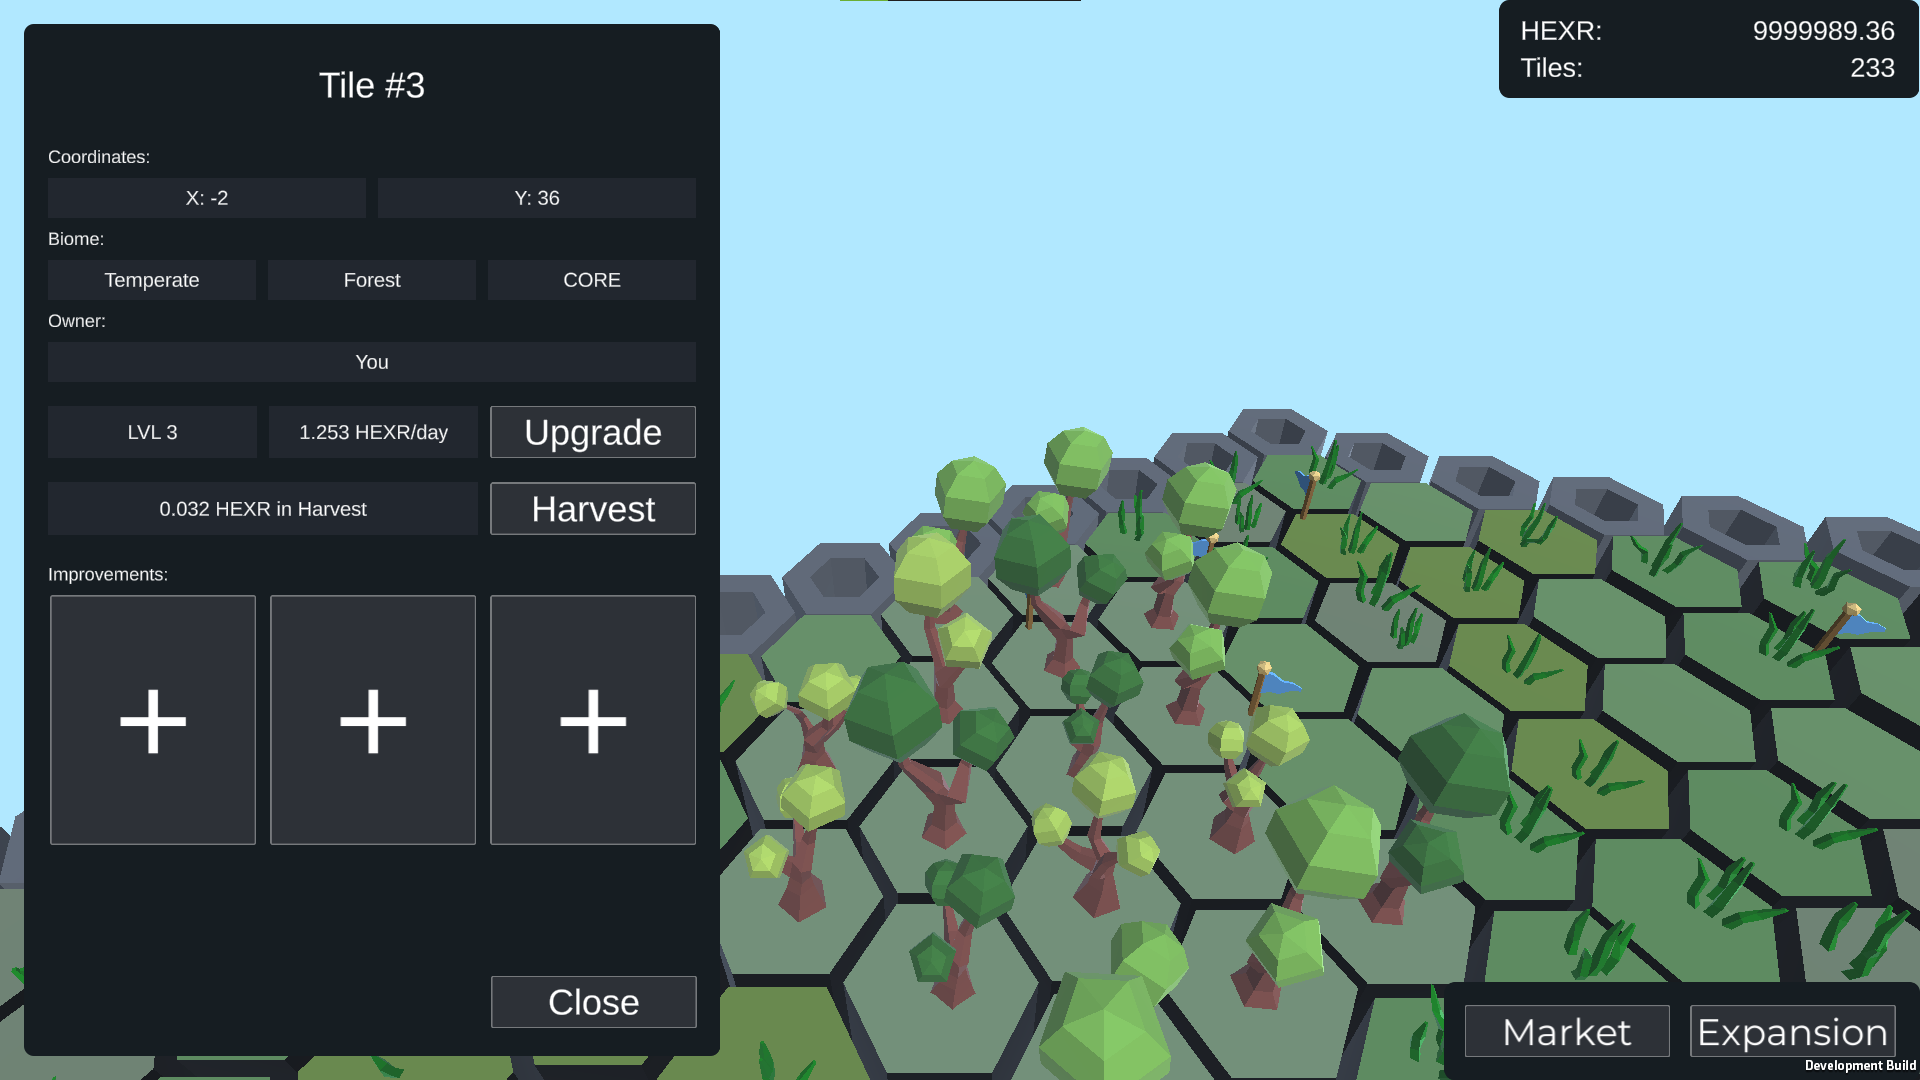 Tile #3
Coordinates:
X: -2 Y: 36
Biome:
Temperate Forest CORE
Owner:
You
LVL 3 1.253 HEXR/day Upgrade
0.032 HEXR in Harvest Harvest
Improvements:
+ + +
Close
HEXR: 9999989.36
Tiles: 233
Market Expansion
Development Build